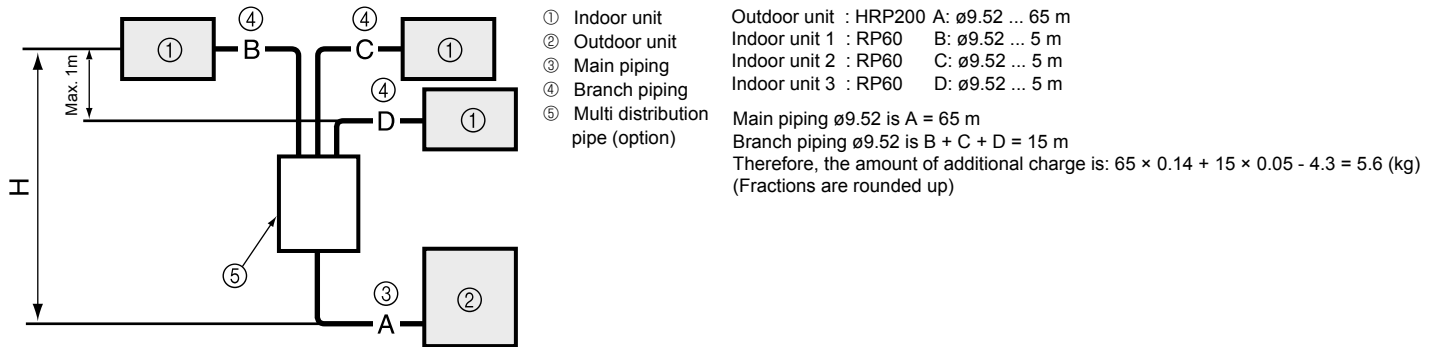 ④
④
①
B
C
①
Max. 1m
④
D
①
H
⑤
③
②
A
① Indoor unit
② Outdoor unit
③ Main piping
④ Branch piping
⑤ Multi distribution
pipe (option)
Outdoor unit : HRP200 A: ø9.52 ... 65 m
Indoor unit 1 : RP60 B: ø9.52 ... 5 m
Indoor unit 2 : RP60 C: ø9.52 ... 5 m
Indoor unit 3 : RP60 D: ø9.52 ... 5 m
Main piping ø9.52 is A = 65 m
Branch piping ø9.52 is B + C + D = 15 m
Therefore, the amount of additional charge is: 65 × 0.14 + 15 × 0.05 - 4.3 = 5.6 (kg)
(Fractions are rounded up)